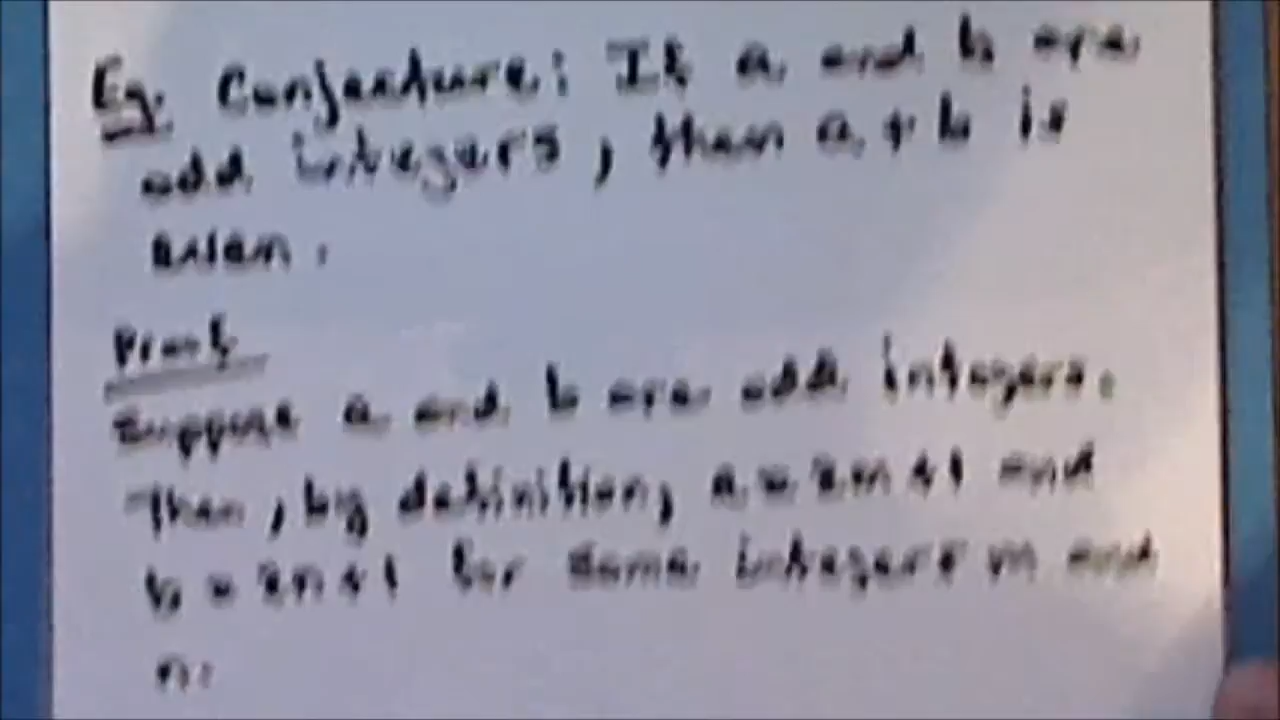 Eg. Conjecture: If a and b are
odd integers, then a + b is
even.
Proof
Suppose a and b are odd integers.
Then, by definition, a = 2m + 1 and
b = 2n + 1 for some integers m and
n.